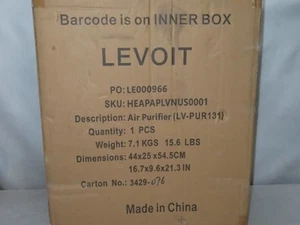 Barcode is on INNER BOX
LEVOIT
PO: LE000966
SKU: HEAPAPLVNUS0001
Description: Air Purifier (LV-PUR131)
Quantity: 1 PCS
Weight: 7.1 KGS 15.6 LBS
Dimensions: 44x25x54.5CM
16.7x9.6x21.3 IN
Carton No.: 3429-076
Made in China